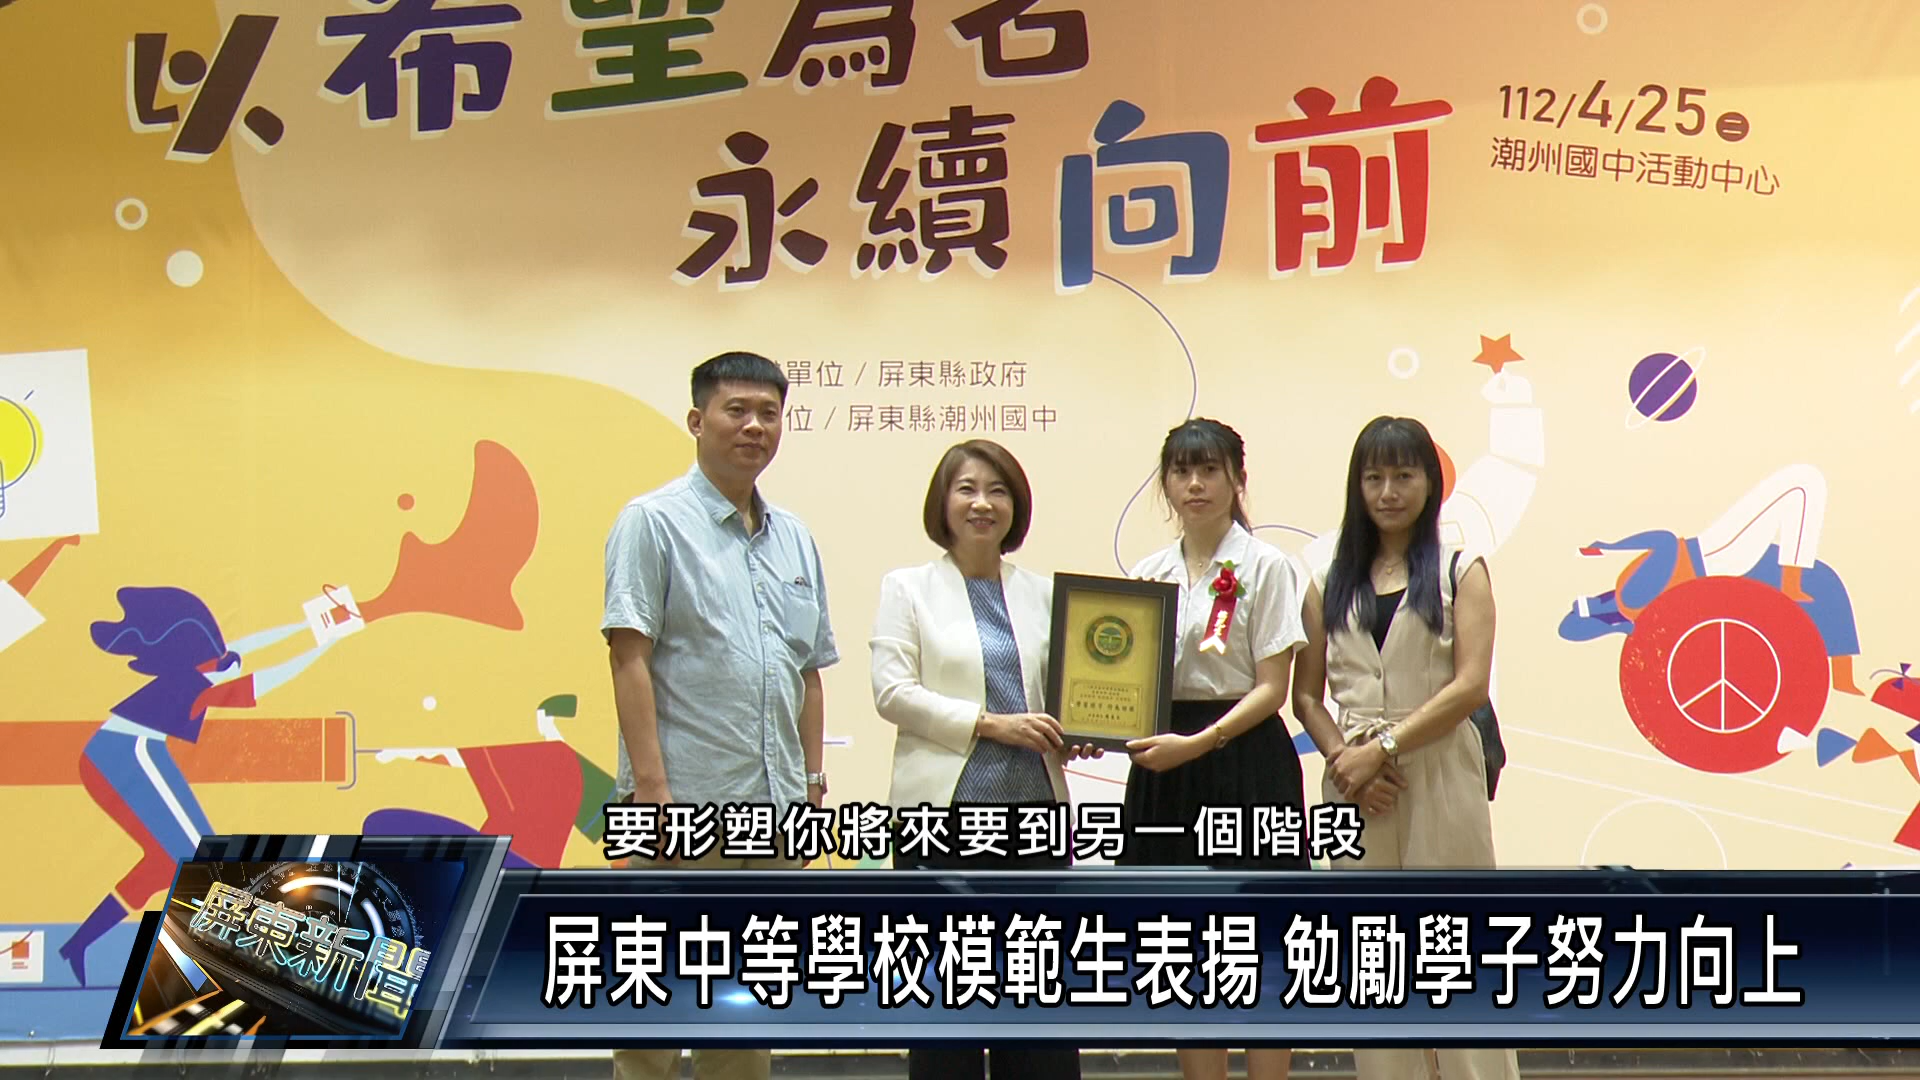 以希望為名
永續向前
112/4/25 二
潮州國中活動中心
單位 / 屏東縣政府
位 / 屏東縣潮州國中
要形塑你將來要到另一個階段
屏東新聞
屏東中等學校模範生表揚 勉勵學子努力向上